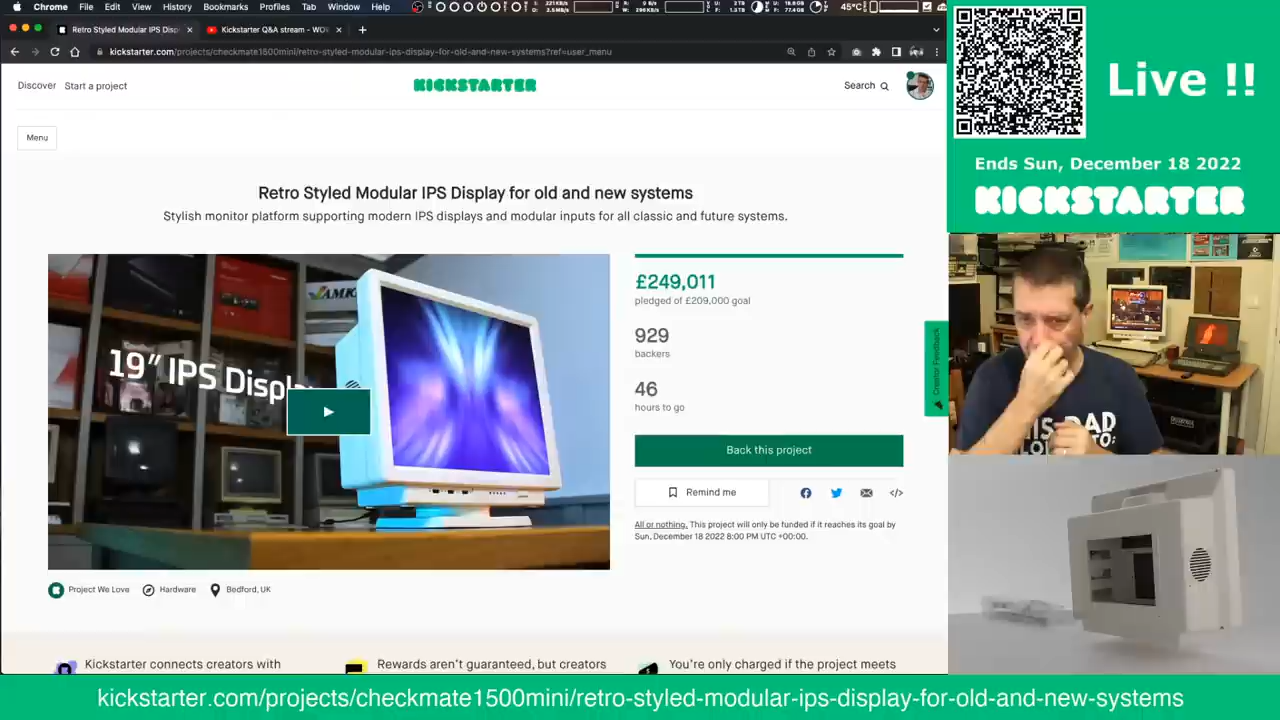 Chrome File Edit View History Bookmarks Profiles Tab Window Help
45°C
Retro Styled Modular IPS Disp
Kickstarter Q&A stream - WOW
kickstarter.com/projects/checkmate1500mini/retro-styled-modular-ips-display-for-old-and-new-systems?ref=user_menu
Discover Start a project
KICKSTARTER
Search
Menu
Retro Styled Modular IPS Display for old and new systems
Stylish monitor platform supporting modern IPS displays and modular inputs for all classic and future systems.
19" IPS Displa
£249,011
pledged of £209,000 goal
929
backers
46
hours to go
Back this project
Remind me
All or nothing. This project will only be funded if it reaches its goal by
Sun, December 18 2022 8:00 PM UTC +00:00.
Project We Love Hardware Bedford, UK
Kickstarter connects creators with
Rewards aren't guaranteed, but creators
You're only charged if the project meets
Creator Feedback
Live !!
Ends Sun, December 18 2022
KICKSTARTER
DAD
kickstarter.com/projects/checkmate1500mini/retro-styled-modular-ips-display-for-old-and-new-systems